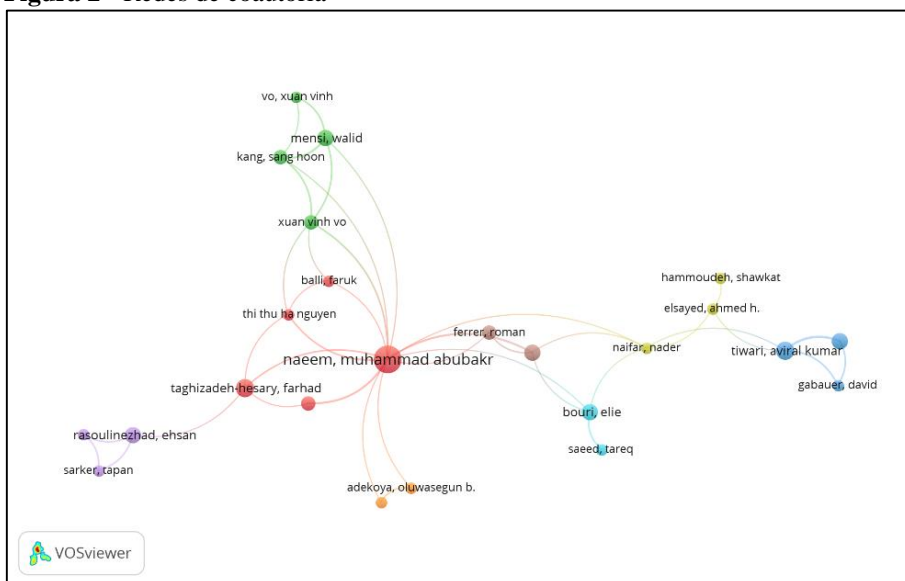 Figura 2 - Redes de coautoria
vo, xuan vinh
mensi, walid
kang, sang hoon
xuan vinh vo
balli, faruk
hammoudeh, shawkat
thi thu ha nguyen
elsayed, ahmed h.
ferrer, roman
naifar, nader
tiwari, aviral kumar
naeem, muhammad abubakr
taghizadeh-hesary, farhad
gabauer, david
bouri, elie
rasoulinezhad, ehsan
saeed, tareq
sarker, tapan
adekoya, oluwasegun b.
VOSviewer